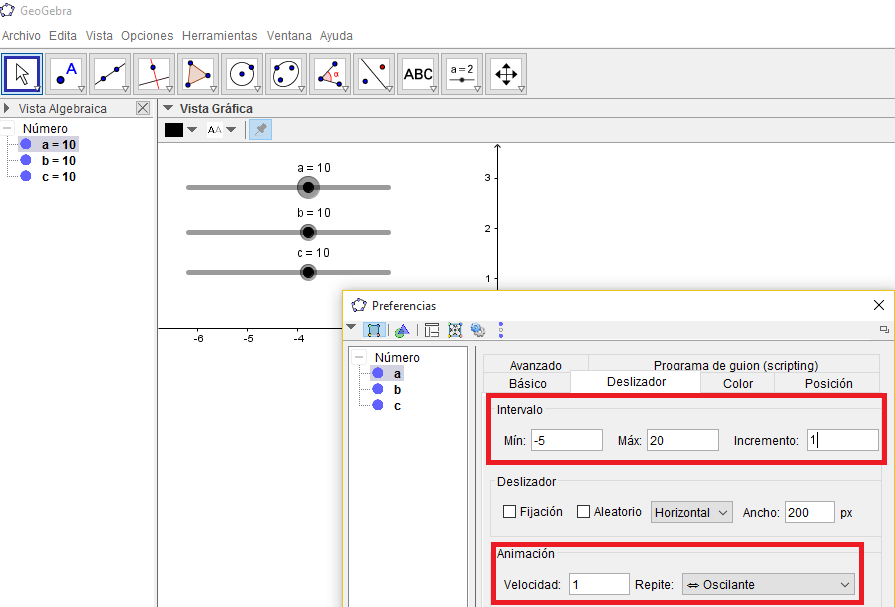 GeoGebra
Archivo Edita Vista Opciones Herramientas Ventana Ayuda
A α ABC a = 2
Vista Algebraica
Vista Gráfica
Número
a = 10
b = 10
c = 10
AA
a = 10
b = 10
c = 10
3
2
1
-6 -5 -4
Preferencias
Número
a
b
c
Avanzado Programa de guion (scripting)
Básico Deslizador Color Posición
Intervalo
Mín: -5 Máx: 20 Incremento: 1
Deslizador
Fijación Aleatorio Horizontal Ancho: 200 px
Animación
Velocidad: 1 Repite: ⇔ Oscilante